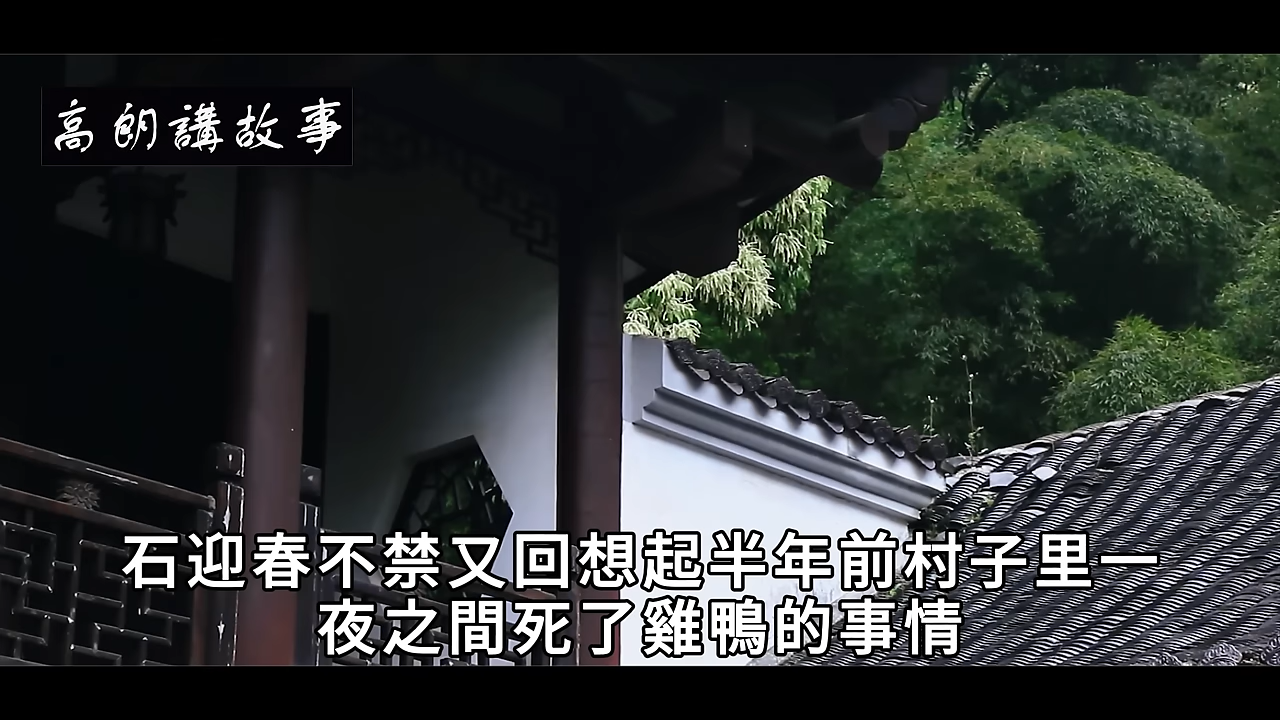 高朗講故事
石迎春不禁又回想起半年前村子里一
夜之間死了雞鴨的事情